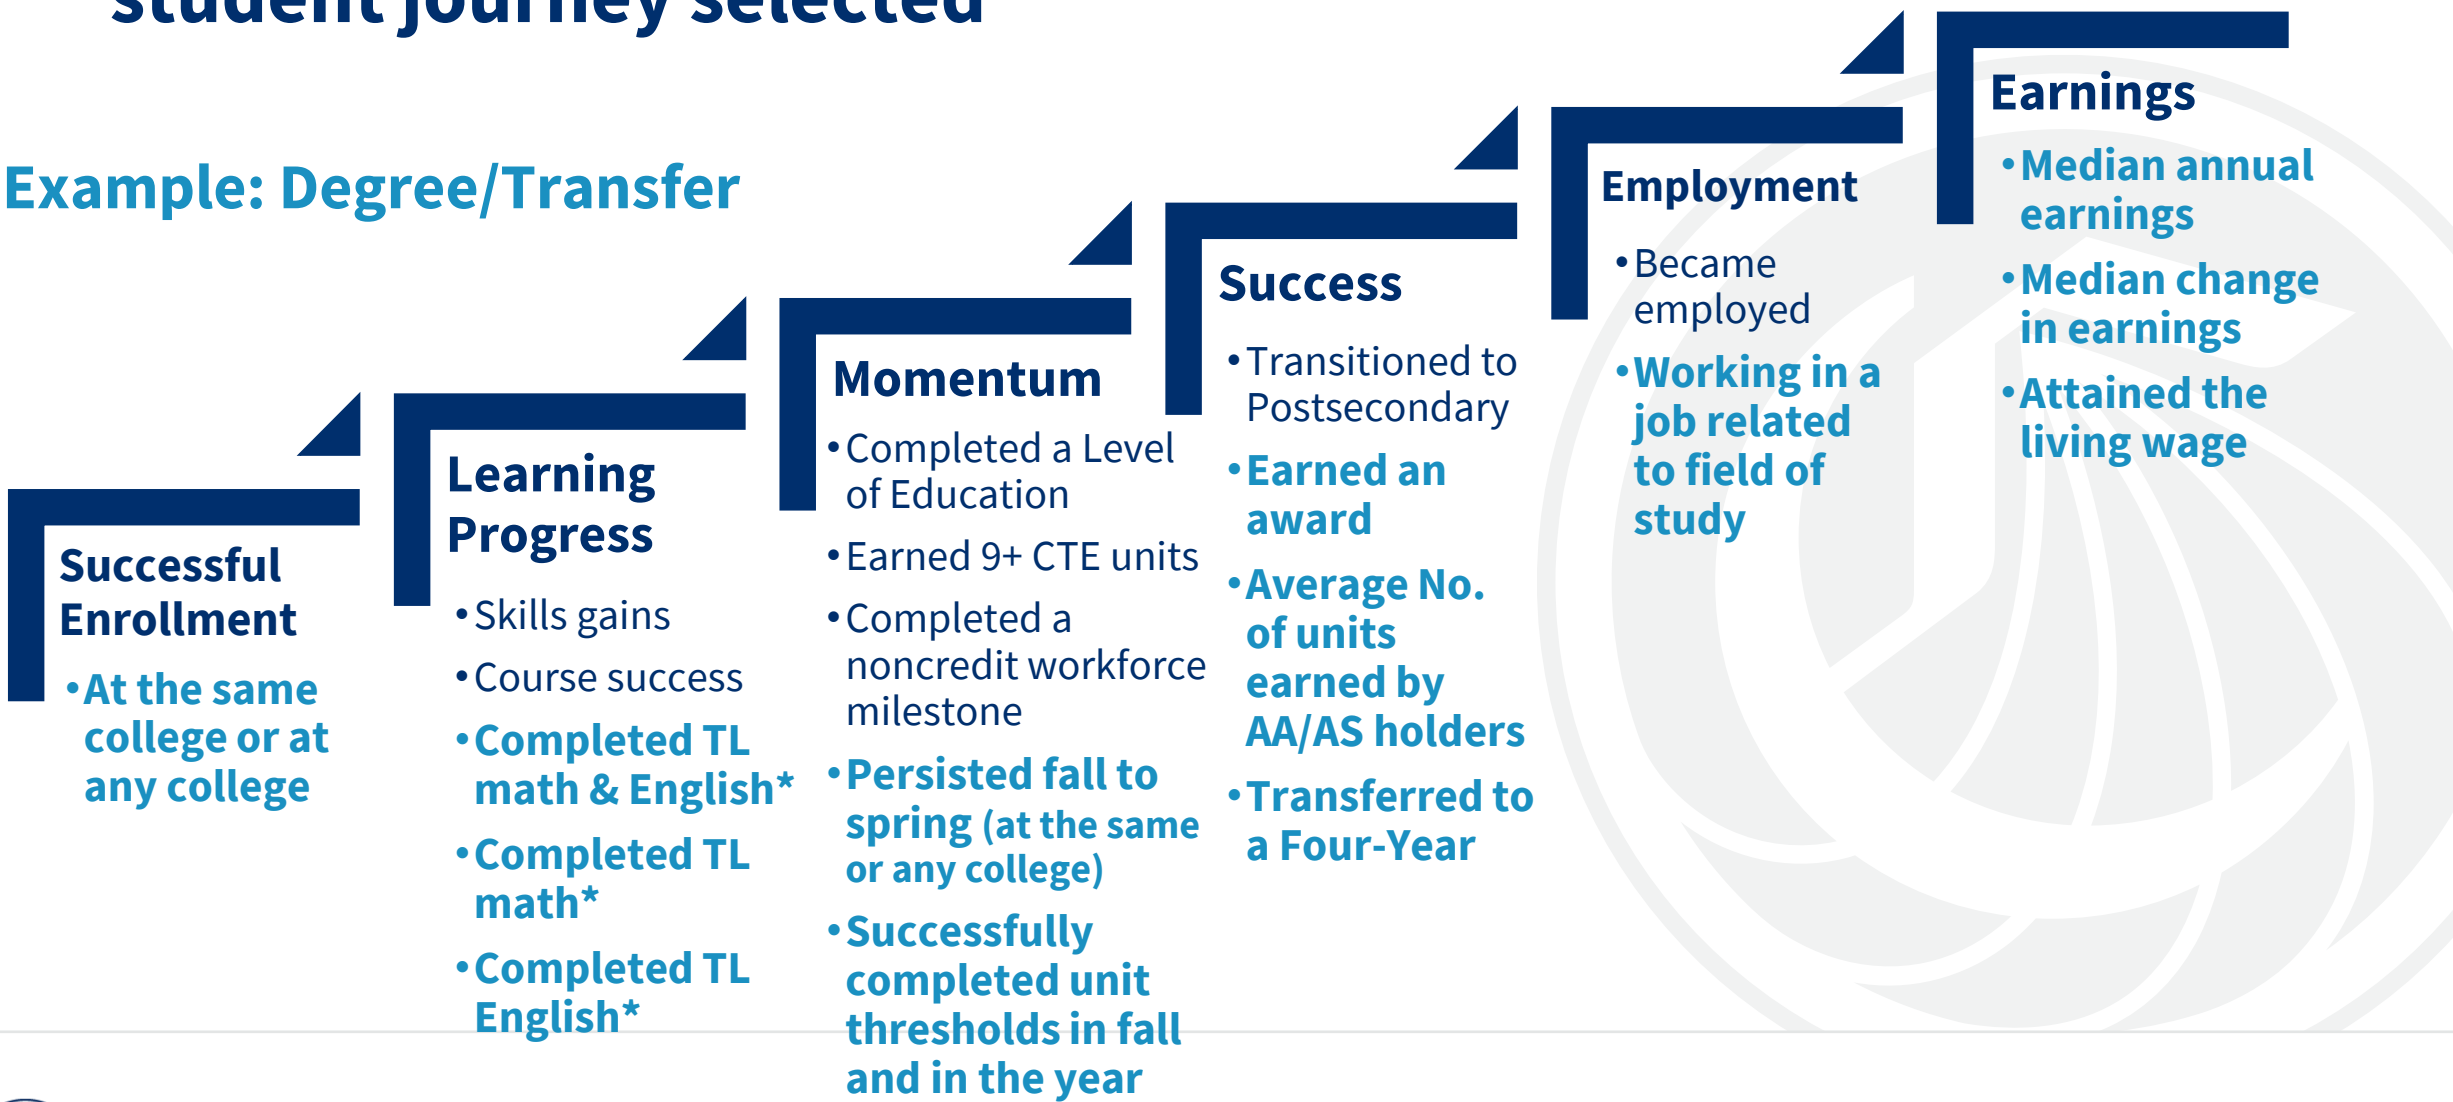 student journey selected
Example: Degree/Transfer
Successful
Enrollment
•At the same
college or at
any college
Learning
Progress
•Skills gains
•Course success
•Completed TL
math & English*
•Completed TL
math*
•Completed TL
English*
Momentum
•Completed a Level
of Education
•Earned 9+ CTE units
•Completed a
noncredit workforce
milestone
•Persisted fall to
spring (at the same
or any college)
•Successfully
completed unit
thresholds in fall
and in the year
Success
•Transitioned to
Postsecondary
•Earned an
award
•Average No.
of units
earned by
AA/AS holders
•Transferred to
a Four-Year
Employment
•Became
employed
•Working in a
job related
to field of
study
Earnings
•Median annual
earnings
•Median change
in earnings
•Attained the
living wage